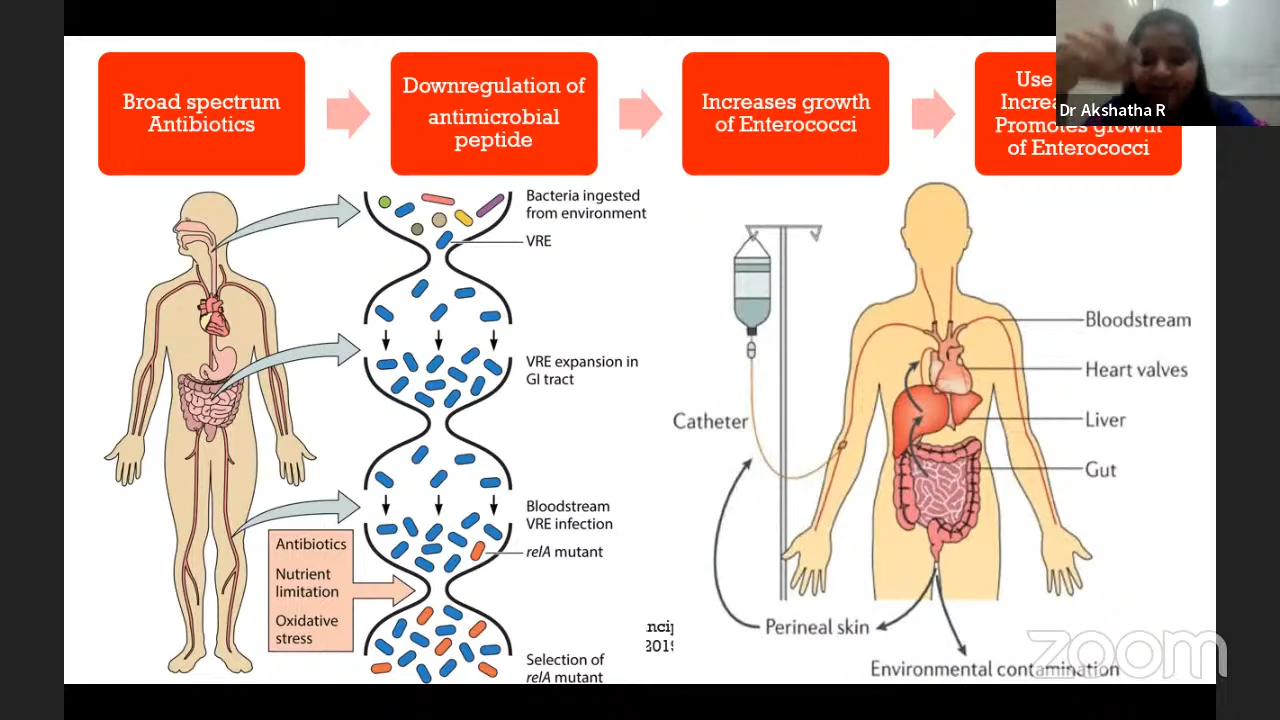 Broad spectrum
Antibiotics
Downregulation of
antimicrobial
peptide
Increases growth
of Enterococci
Use
Promotes growth
of Enterococci
Dr Akshatha R
Bacteria ingested
from environment
VRE
VRE expansion in
GI tract
Bloodstream
VRE infection
relA mutant
Antibiotics
Nutrient
limitation
Oxidative
stress
Selection of
relA mutant
Catheter
Bloodstream
Heart valves
Liver
Gut
Perineal skin
Environmental contamination
zoom